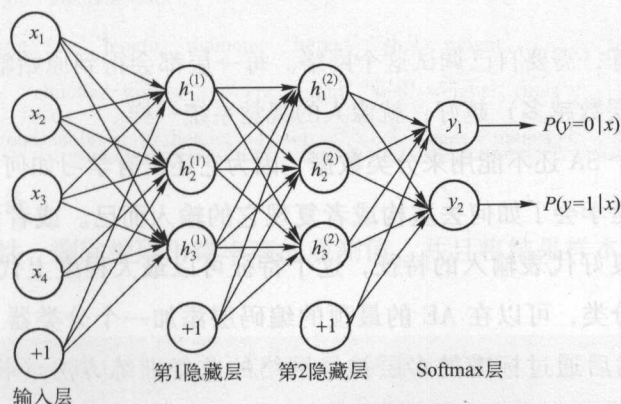 x₁
x₂
x₃
x₄
+1
输入层
h₁⁽¹⁾
h₂⁽¹⁾
h₃⁽¹⁾
+1
第1隐藏层
h₁⁽²⁾
h₂⁽²⁾
h₃⁽²⁾
+1
第2隐藏层
y₁
y₂
Softmax层
P(y=0|x)
P(y=1|x)